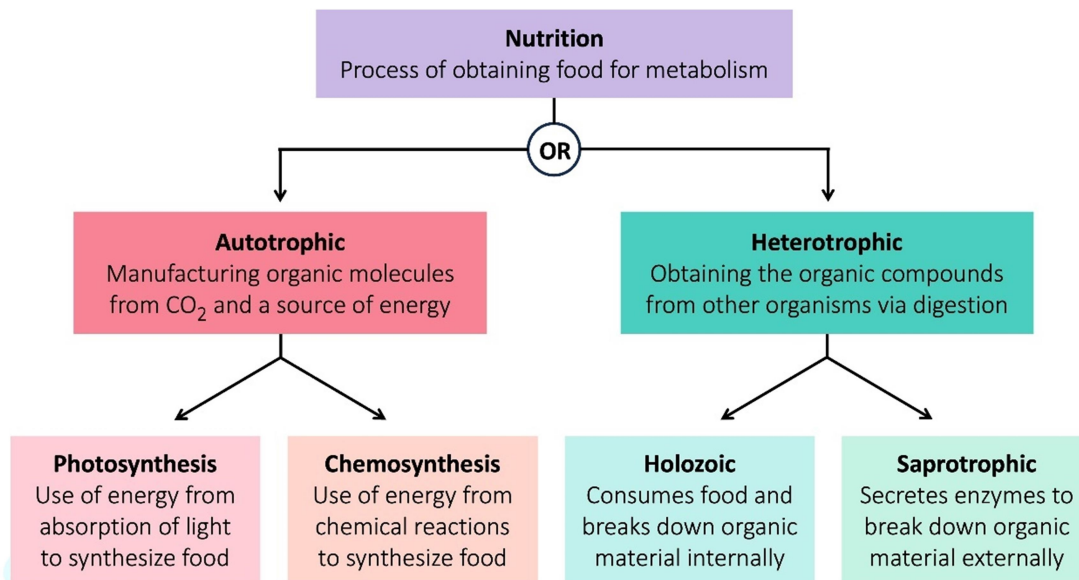 Nutrition
Process of obtaining food for metabolism
OR
Autotrophic
Manufacturing organic molecules
from CO₂ and a source of energy
Heterotrophic
Obtaining the organic compounds
from other organisms via digestion
Photosynthesis
Use of energy from
absorption of light
to synthesize food
Chemosynthesis
Use of energy from
chemical reactions
to synthesize food
Holozoic
Consumes food and
breaks down organic
material internally
Saprotrophic
Secretes enzymes to
break down organic
material externally